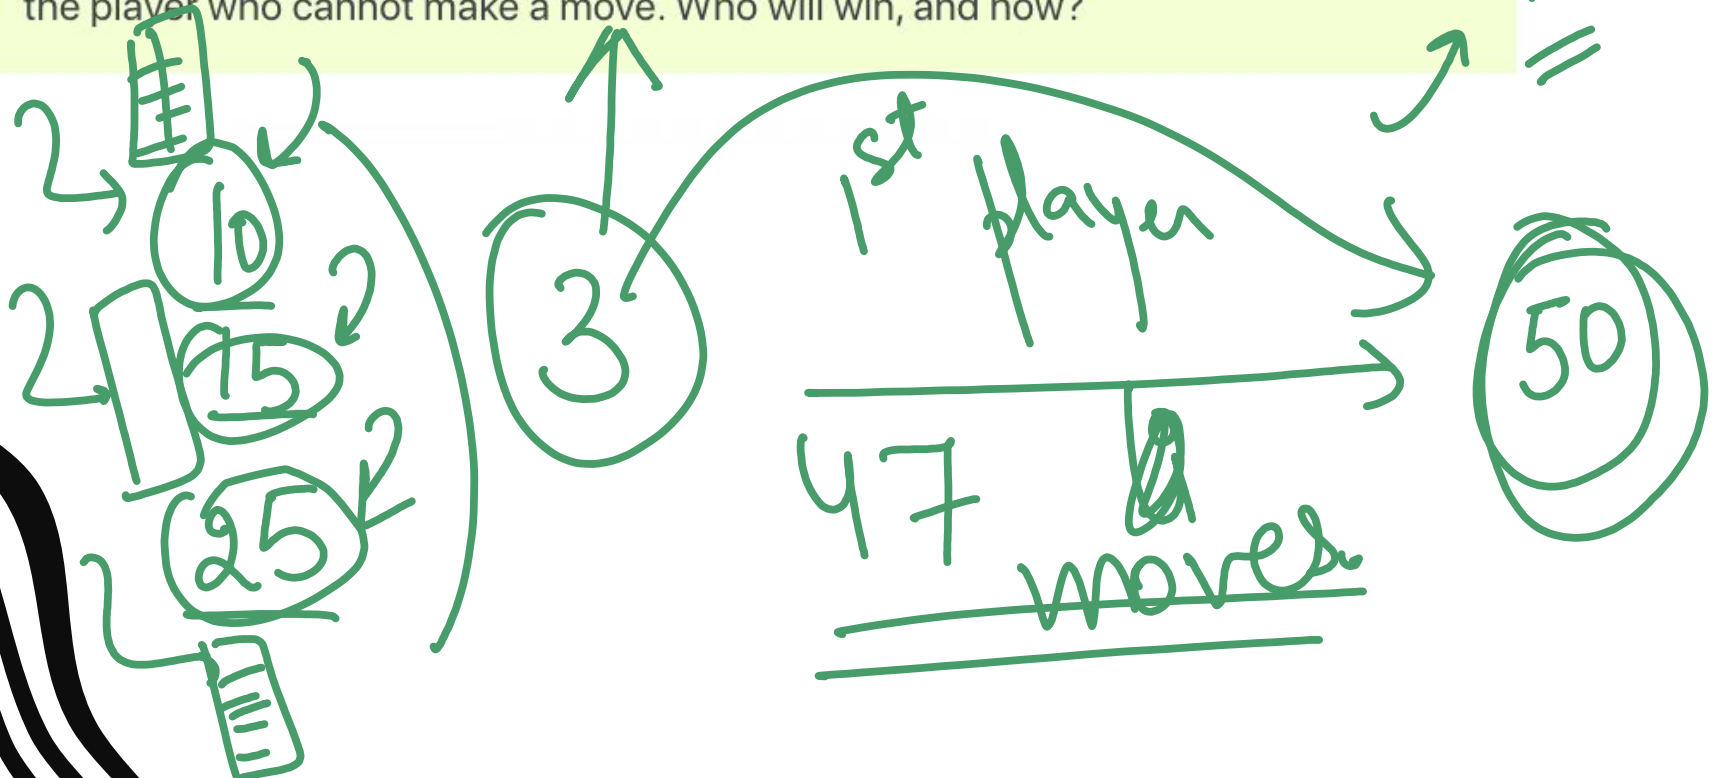 the player who cannot make a move. Who will win, and how?
10
15
25
3
1st player
47
moves
50